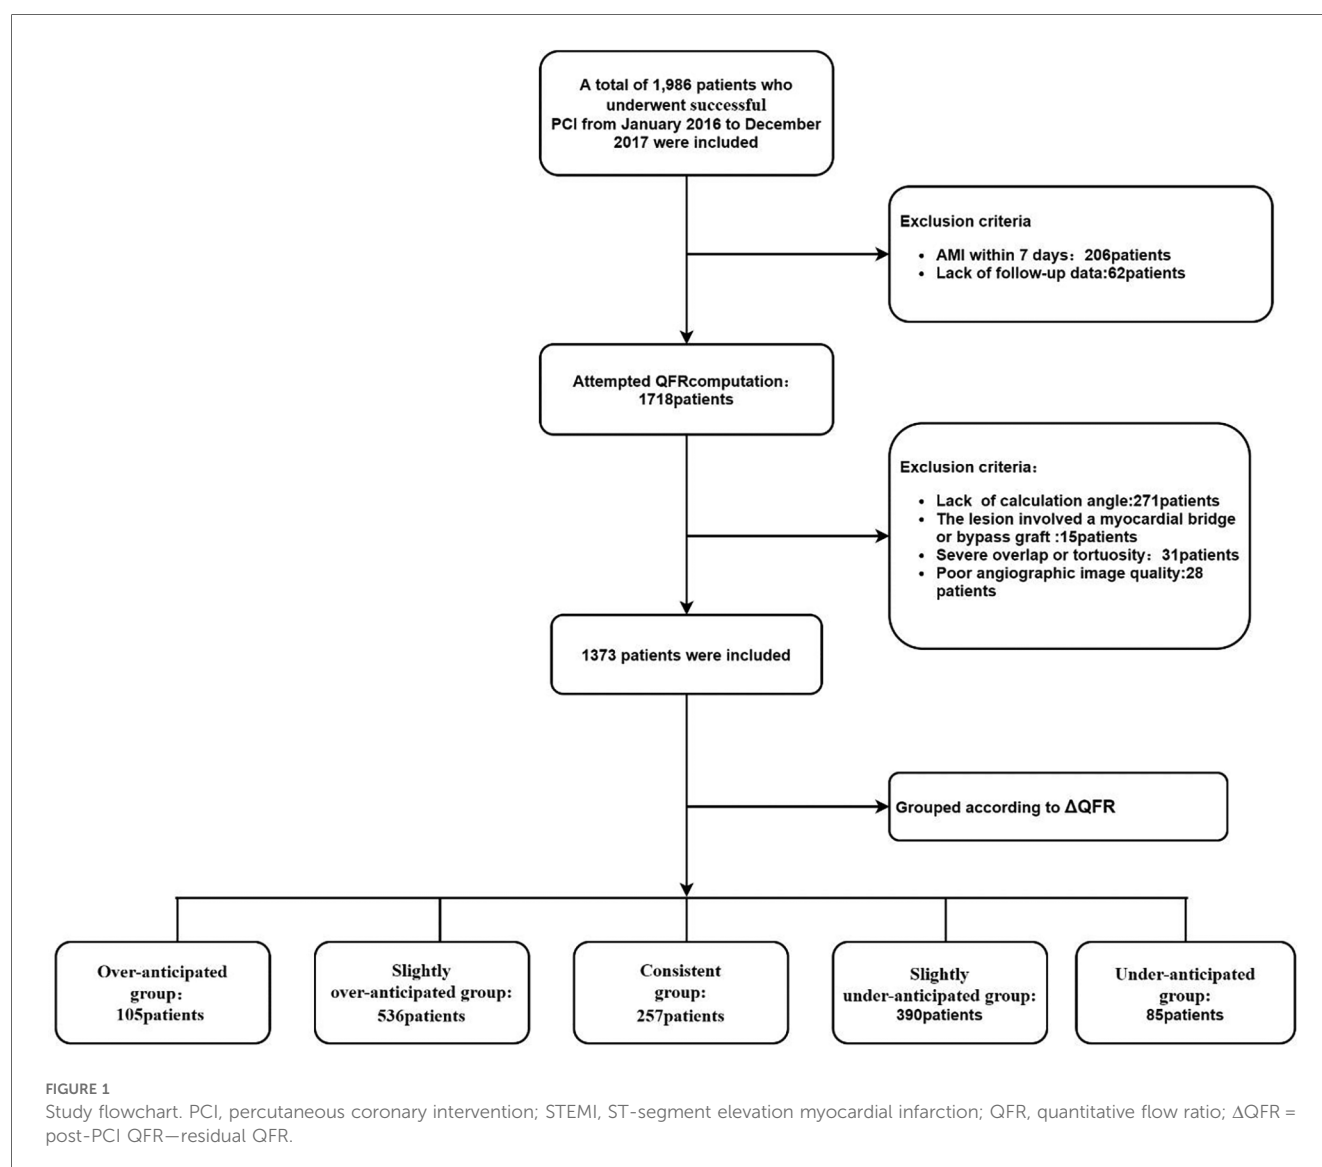 A total of 1,986 patients who
underwent successful
PCI from January 2016 to December
2017 were included
Exclusion criteria
• AMI within 7 days：206patients
• Lack of follow-up data:62patients
Attempted QFRcomputation：
1718patients
Exclusion criteria：
• Lack of calculation angle:271patients
• The lesion involved a myocardial bridge
or bypass graft :15patients
• Severe overlap or tortuosity：31patients
• Poor angiographic image quality:28
patients
1373 patients were included
Grouped according to ΔQFR
Over-anticipated
group：
105patients
Slightly
over-anticipated group:
536patients
Consistent
group:
257patients
Slightly
under-anticipated group:
390patients
Under-anticipated
group:
85patients
FIGURE 1
Study flowchart. PCI, percutaneous coronary intervention; STEMI, ST-segment elevation myocardial infarction; QFR, quantitative flow ratio; ΔQFR =
post-PCI QFR—residual QFR.